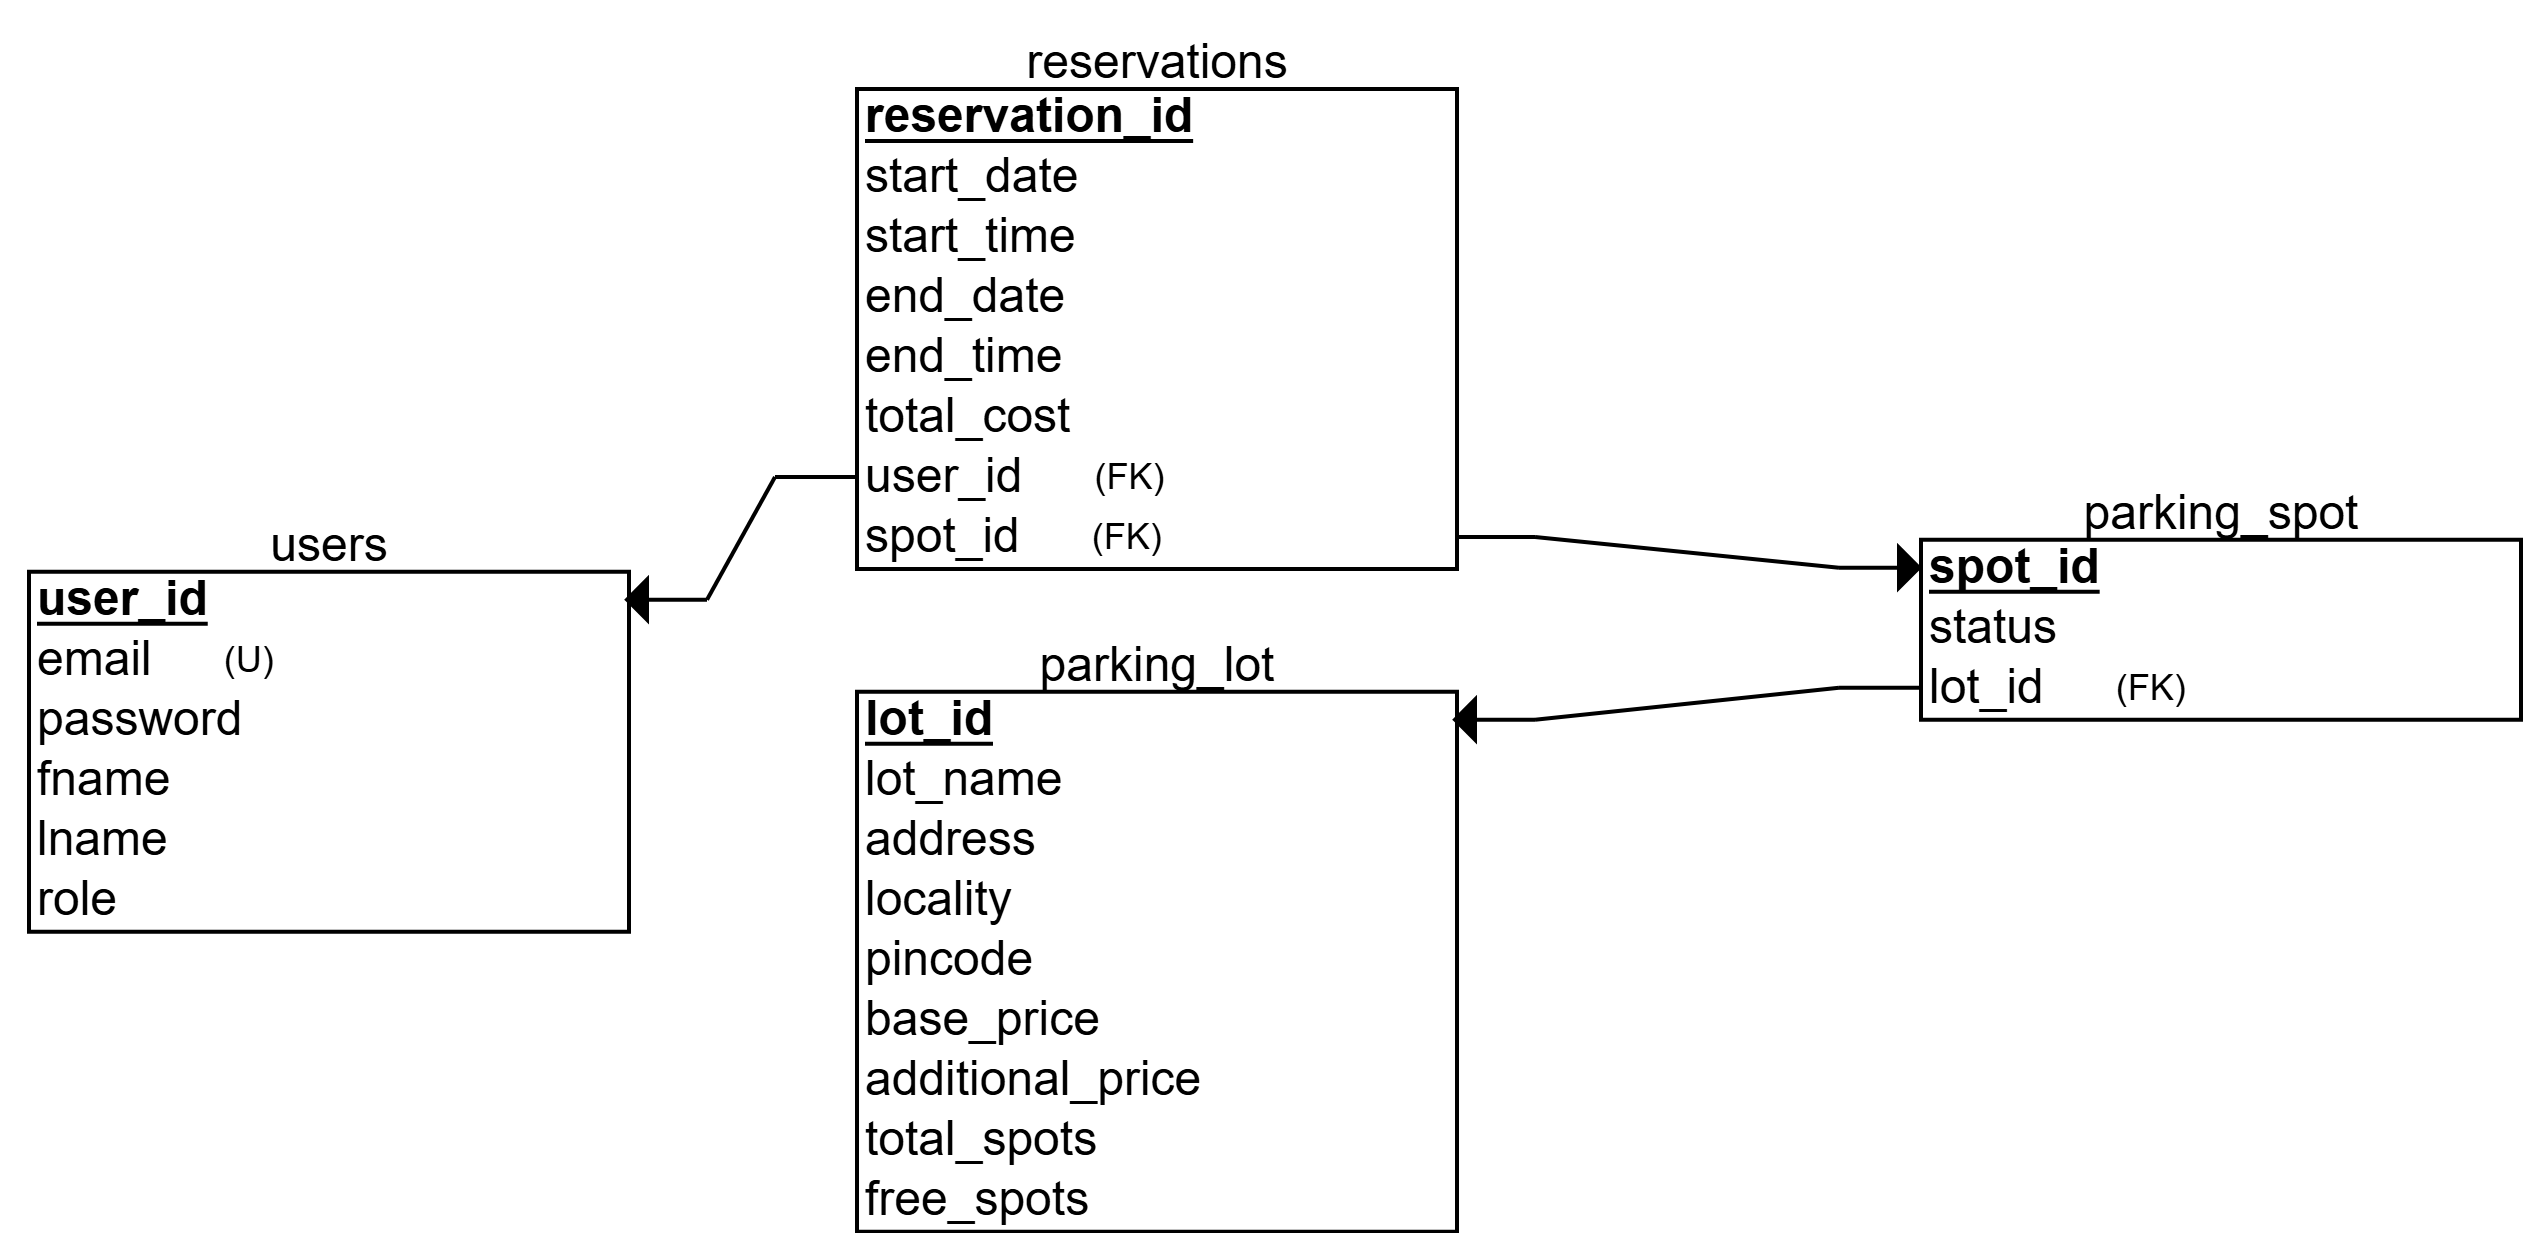 reservations
reservation_id
start_date
start_time
end_date
end_time
total_cost
user_id (FK)
spot_id (FK)
users
user_id
email (U)
password
fname
lname
role
parking_lot
lot_id
lot_name
address
locality
pincode
base_price
additional_price
total_spots
free_spots
parking_spot
spot_id
status
lot_id (FK)